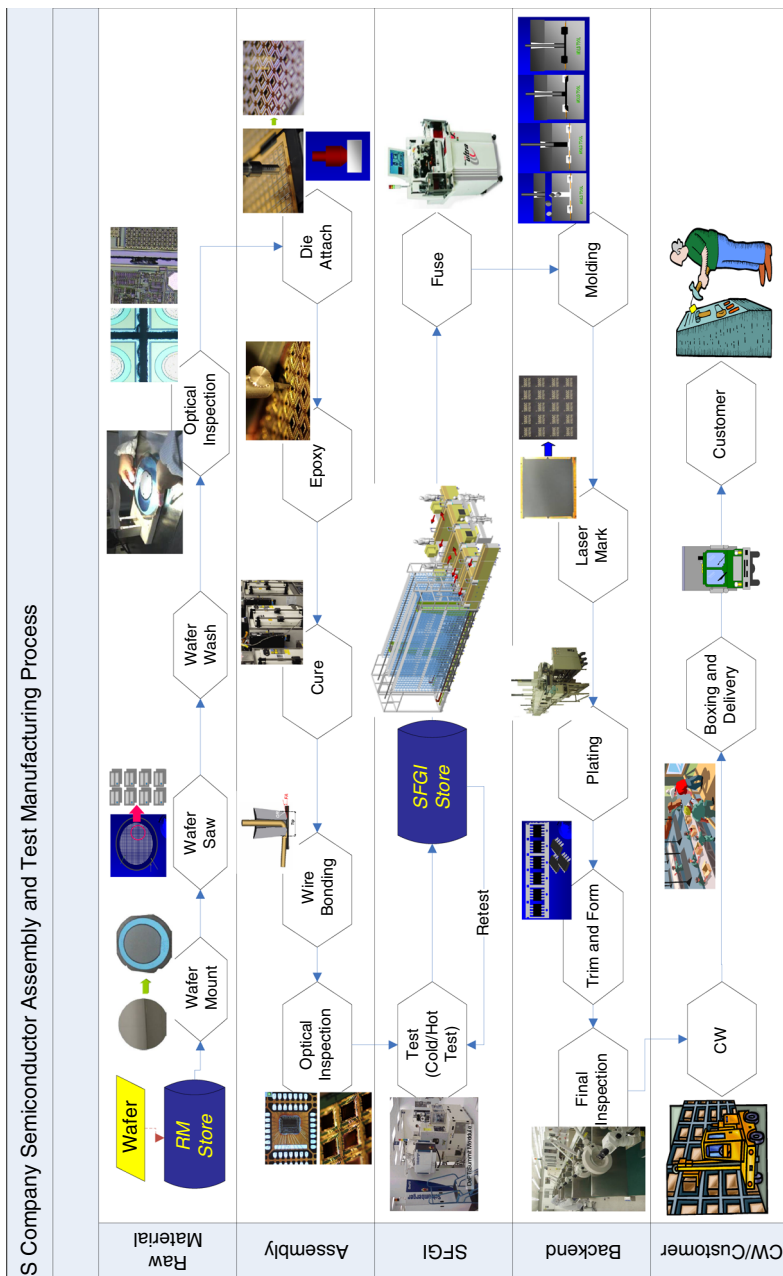 S Company Semiconductor Assembly and Test Manufacturing Process
Raw
Material
Wafer
RM
Store
Wafer
Mount
Wafer
Saw
Wafer
Wash
Optical
Inspection
Assembly
Die
Attach
Epoxy
Cure
Wire
Bonding
Optical
Inspection
SFGI
Test
(Cold/Hot
Test)
Retest
SFGI
Store
Fuse
Backend
Molding
Laser
Mark
Plating
Trim and Form
Final
Inspection
CW/Customer
CW
Boxing and
Delivery
Customer